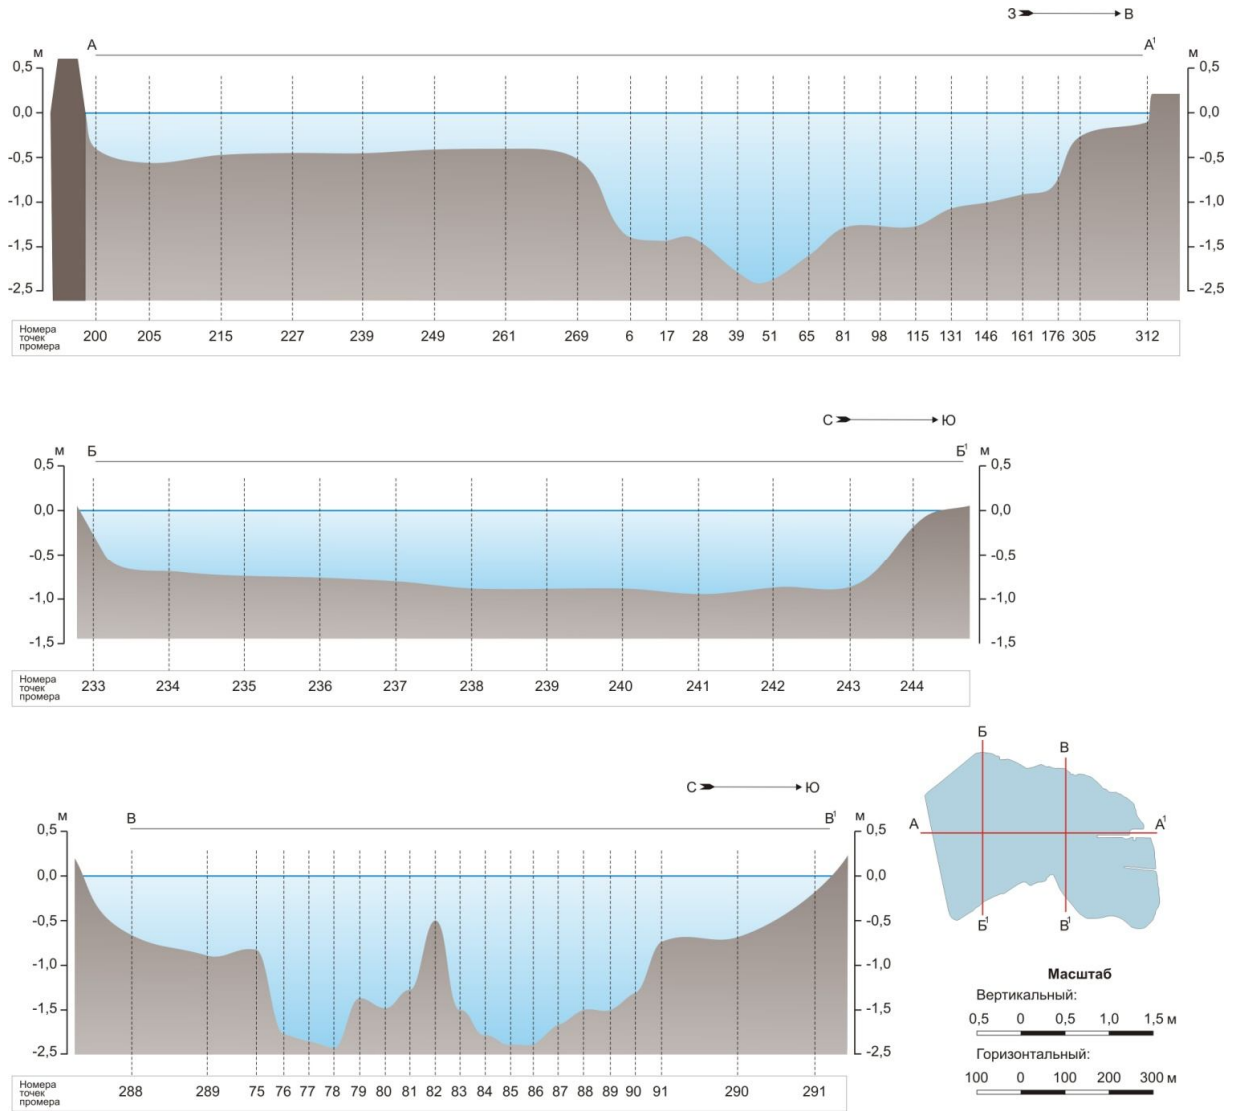 З В
А А¹
м м
0,5 0,5
0,0 0,0
-0,5 -0,5
-1,0 -1,0
-1,5 -1,5
-2,5 -2,5
Номера точек промера 200 205 215 227 239 249 261 269 6 17 28 39 51 65 81 98 115 131 146 161 176 305 312
С Ю
Б Б¹
м м
0,5 0,5
0,0 0,0
-0,5 -0,5
-1,0 -1,0
-1,5 -1,5
Номера точек промера 233 234 235 236 237 238 239 240 241 242 243 244
С Ю
В В¹
м м
0,5 0,5
0,0 0,0
-0,5 -0,5
-1,0 -1,0
-1,5 -1,5
-2,5 -2,5
Номера точек промера 288 289 75 76 77 78 79 80 81 82 83 84 85 86 87 88 89 90 91 290 291
Б В
А А¹
Б¹ В¹
Масштаб
Вертикальный:
0,5 0 0,5 1,0 1,5 м
Горизонтальный:
100 0 100 200 300 м